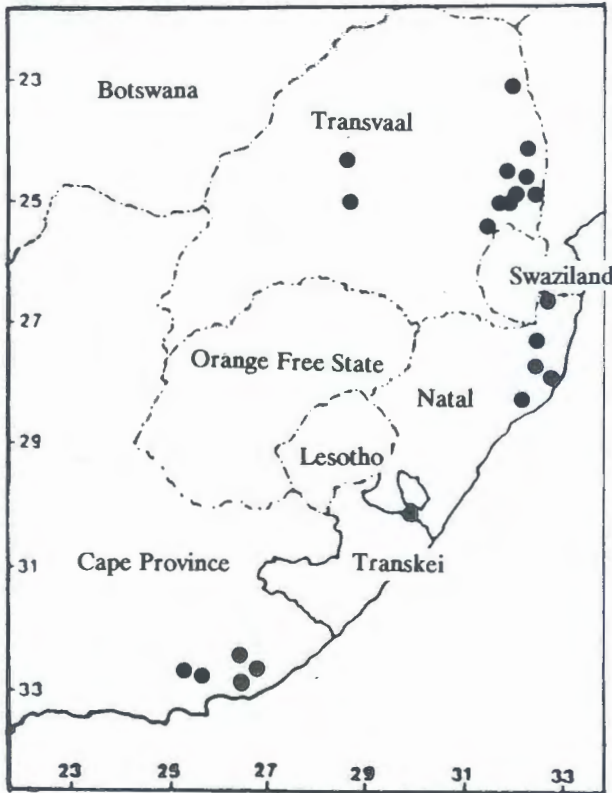 23
Botswana
Transvaal
25
Swaziland
27
Orange Free State
Natal
29
Lesotho
31
Cape Province
Transkei
33
23 25 27 29 31 33